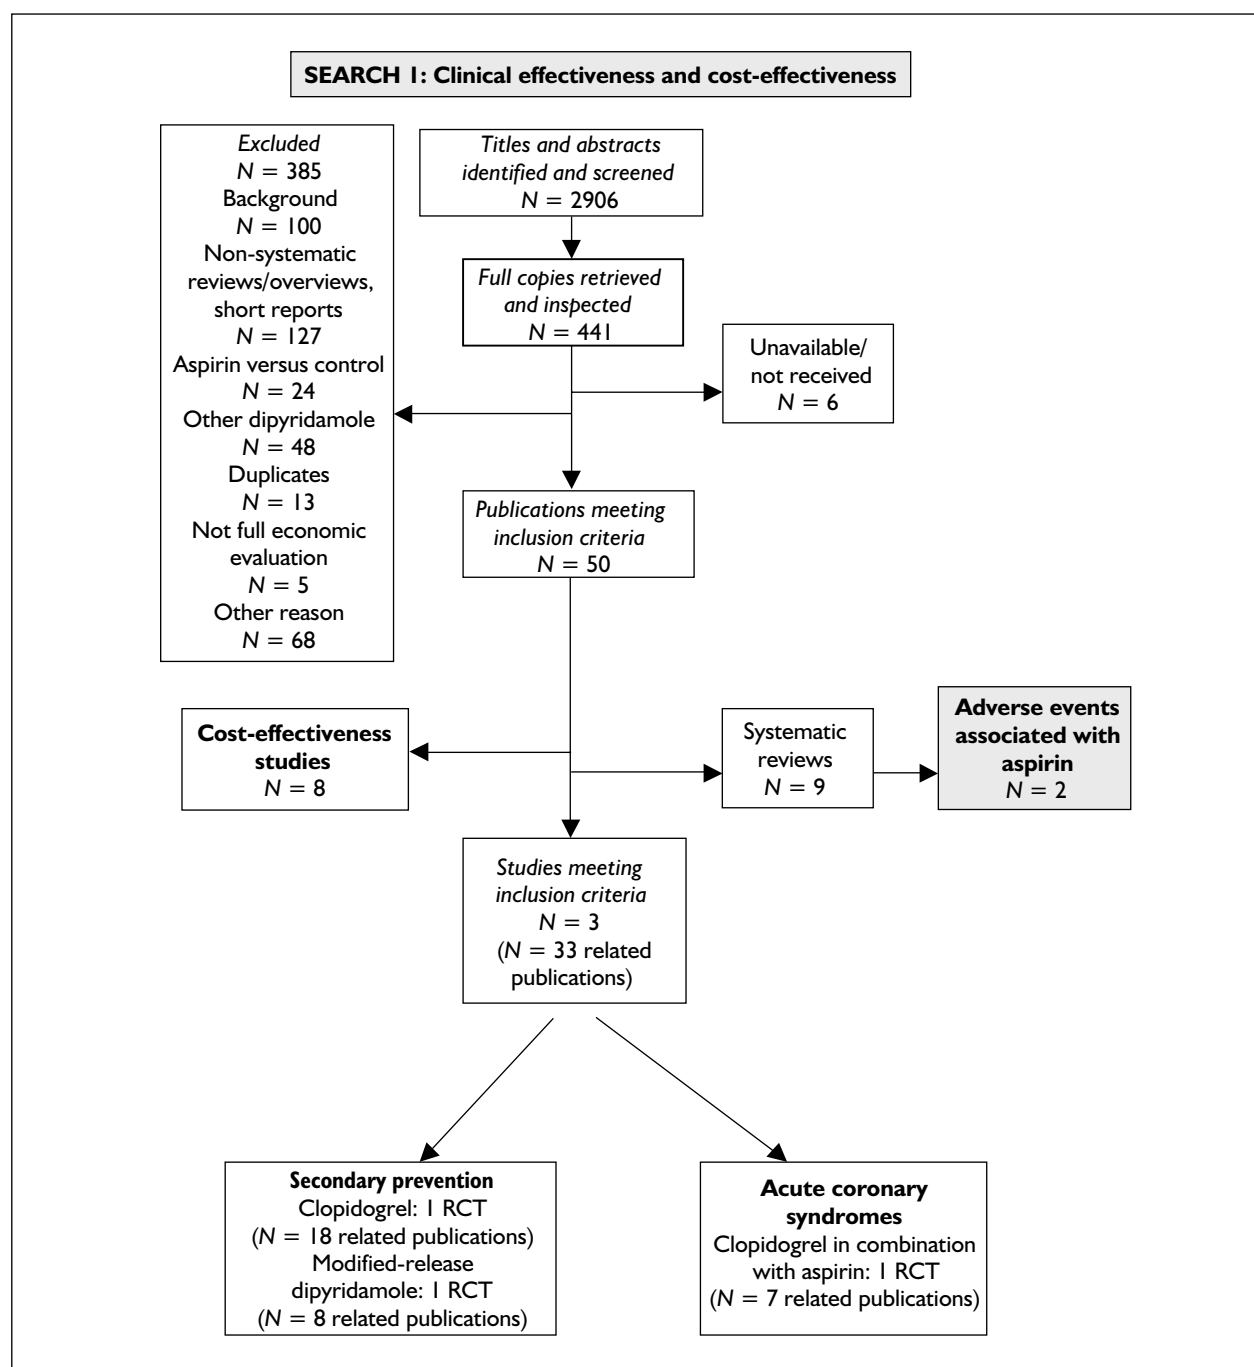 SEARCH 1: Clinical effectiveness and cost-effectiveness
Excluded
N = 385
Background
N = 100
Non-systematic
reviews/overviews,
short reports
N = 127
Aspirin versus control
N = 24
Other dipyridamole
N = 48
Duplicates
N = 13
Not full economic
evaluation
N = 5
Other reason
N = 68
Titles and abstracts
identified and screened
N = 2906
Full copies retrieved
and inspected
N = 441
Unavailable/
not received
N = 6
Publications meeting
inclusion criteria
N = 50
Cost-effectiveness
studies
N = 8
Systematic
reviews
N = 9
Adverse events
associated with
aspirin
N = 2
Studies meeting
inclusion criteria
N = 3
(N = 33 related
publications)
Secondary prevention
Clopidogrel: 1 RCT
(N = 18 related publications)
Modified-release
dipyridamole: 1 RCT
(N = 8 related publications)
Acute coronary
syndromes
Clopidogrel in combination
with aspirin: 1 RCT
(N = 7 related publications)